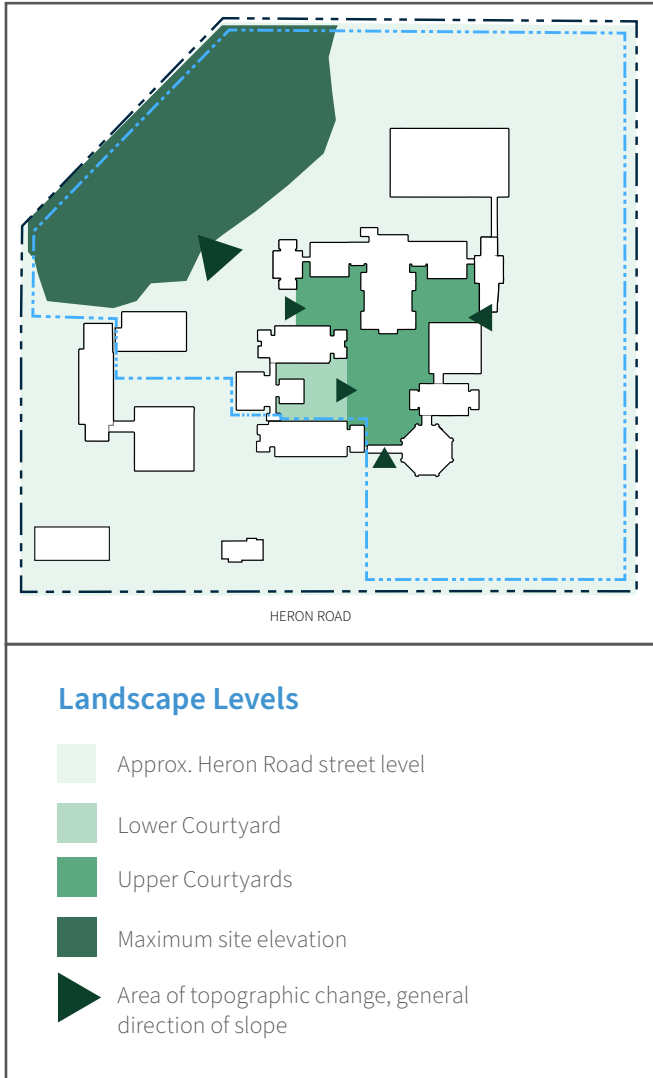 HERON ROAD
Landscape Levels
Approx. Heron Road street level
Lower Courtyard
Upper Courtyards
Maximum site elevation
Area of topographic change, general
direction of slope